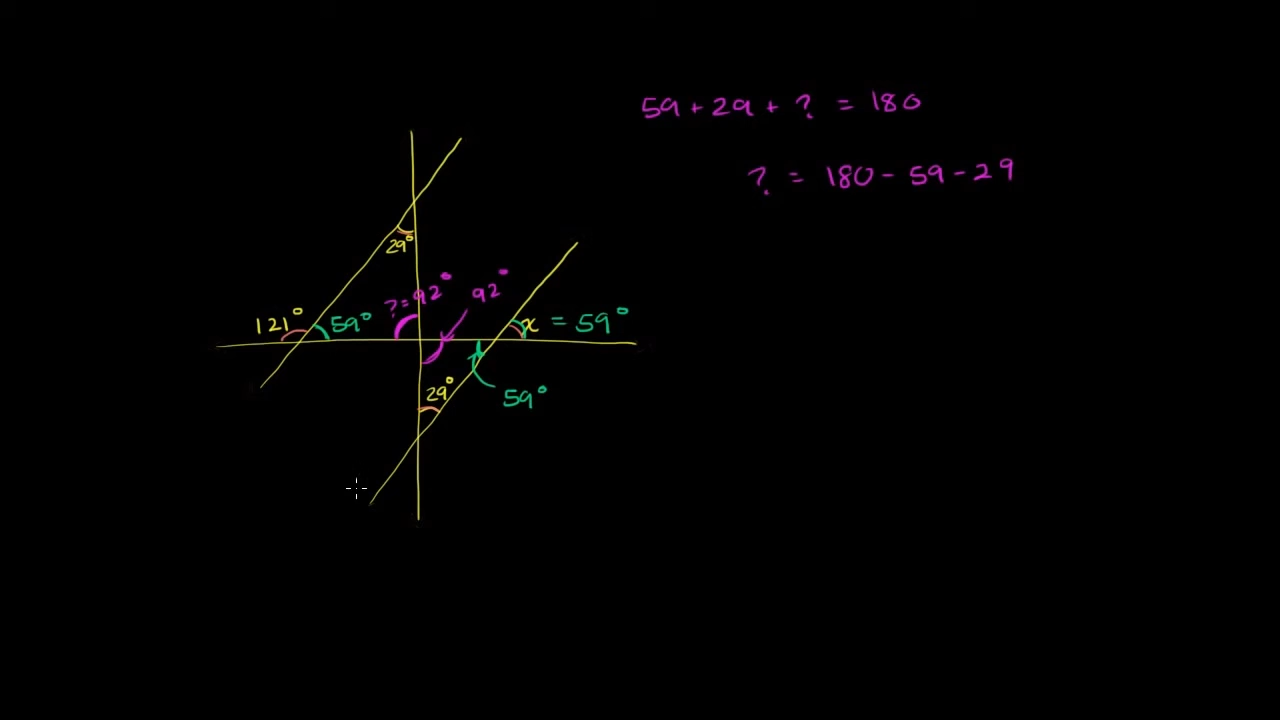 59 + 29 + ? = 180
? = 180 - 59 - 29
29°
?=92°
92°
121°
59°
x = 59°
29°
59°